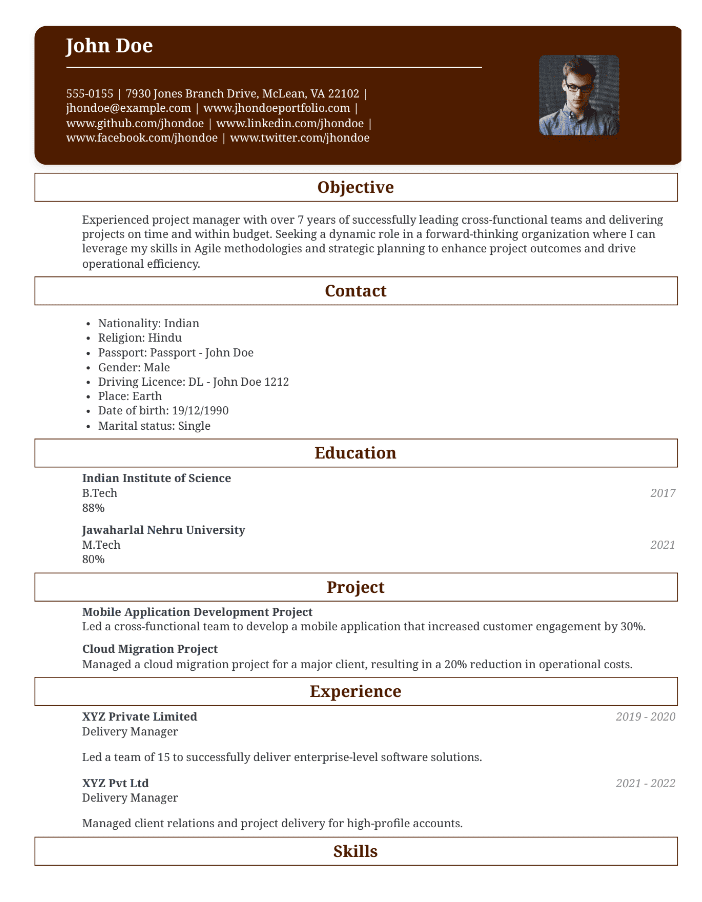 John Doe
555-0155 | 7930 Jones Branch Drive, McLean, VA 22102 |
jhondoe@example.com | www.jhondoeportfolio.com |
www.github.com/jhondoe | www.linkedin.com/jhondoe |
www.facebook.com/jhondoe | www.twitter.com/jhondoe
Objective
Experienced project manager with over 7 years of successfully leading cross-functional teams and delivering
projects on time and within budget. Seeking a dynamic role in a forward-thinking organization where I can
leverage my skills in Agile methodologies and strategic planning to enhance project outcomes and drive
operational efficiency.
Contact
• Nationality: Indian
• Religion: Hindu
• Passport: Passport - John Doe
• Gender: Male
• Driving Licence: DL - John Doe 1212
• Place: Earth
• Date of birth: 19/12/1990
• Marital status: Single
Education
Indian Institute of Science
B.Tech 2017
88%
Jawaharlal Nehru University
M.Tech 2021
80%
Project
Mobile Application Development Project
Led a cross-functional team to develop a mobile application that increased customer engagement by 30%.
Cloud Migration Project
Managed a cloud migration project for a major client, resulting in a 20% reduction in operational costs.
Experience
XYZ Private Limited 2019 - 2020
Delivery Manager
Led a team of 15 to successfully deliver enterprise-level software solutions.
XYZ Pvt Ltd 2021 - 2022
Delivery Manager
Managed client relations and project delivery for high-profile accounts.
Skills